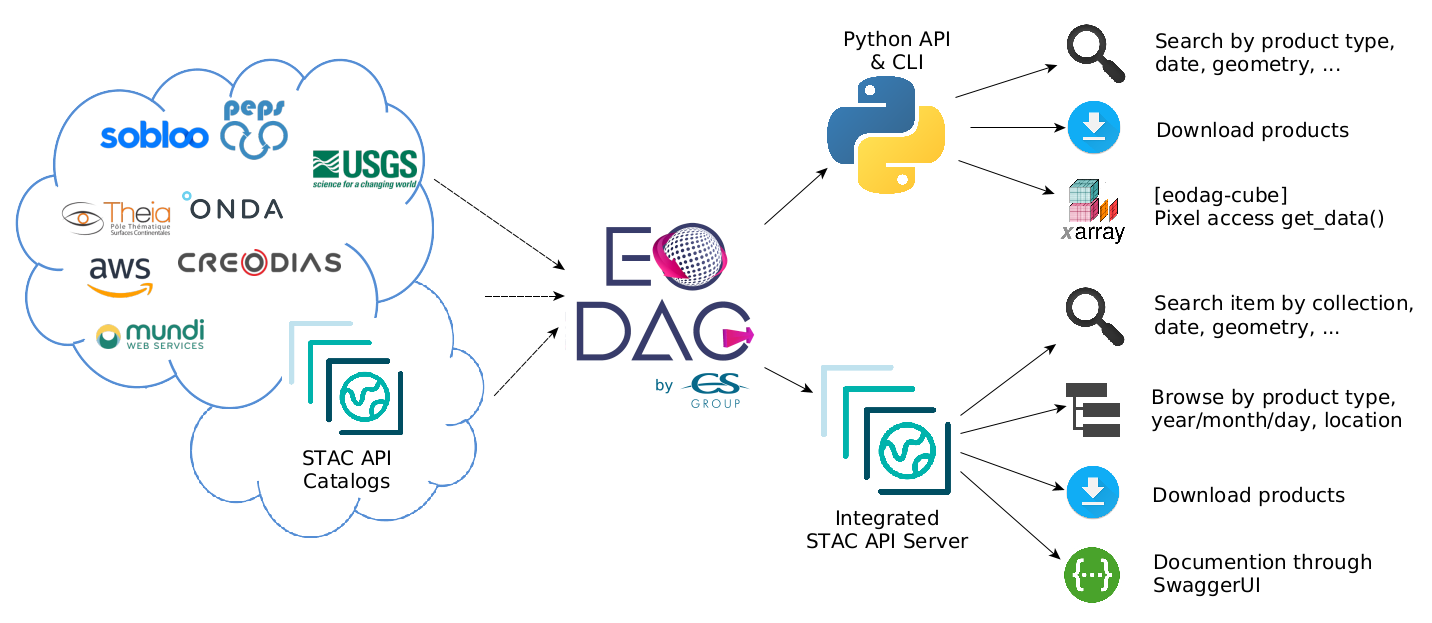 sobloo
peps
USGS
science for a changing world
Theia
Pôle Thématique
Surfaces Continentales
ONDA
aws
CREODIAS
mundi
WEB SERVICES
STAC API
Catalogs
EO
DAG
by CS
GROUP
Python API
& CLI
Search by product type,
date, geometry, ...
Download products
[eodag-cube]
Pixel access get_data()
xarray
Integrated
STAC API Server
Search item by collection,
date, geometry, ...
Browse by product type,
year/month/day, location
Download products
{...}
Documention through
SwaggerUI